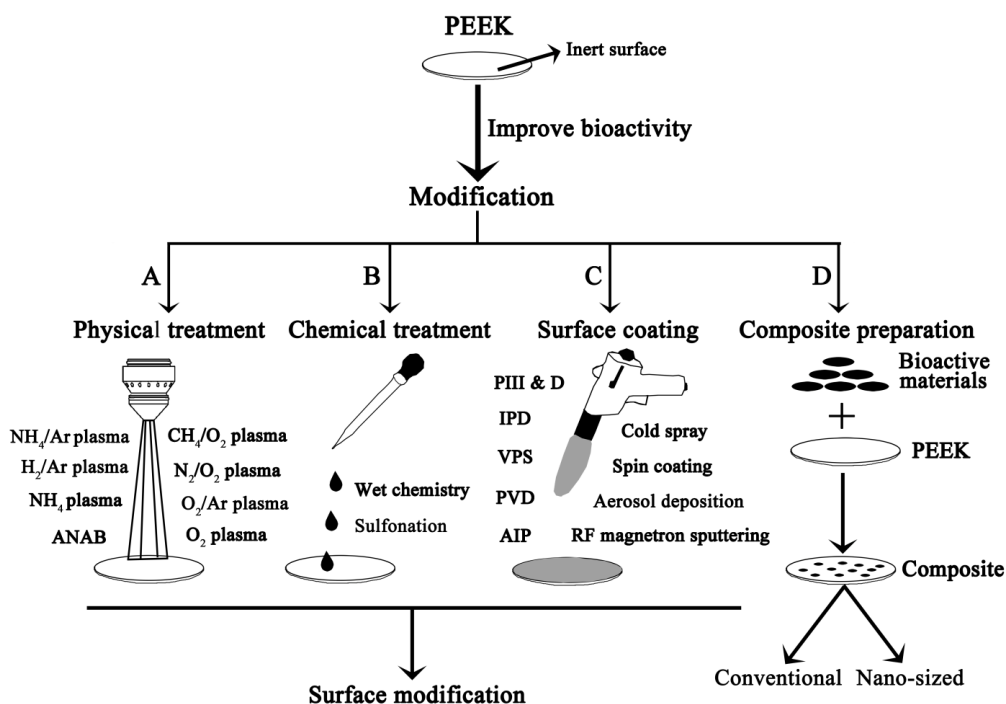 PEEK
Inert surface
Improve bioactivity
Modification
A
B
C
D
Physical treatment
Chemical treatment
Surface coating
Composite preparation
NH₄/Ar plasma
H₂/Ar plasma
NH₄ plasma
ANAB
CH₄/O₂ plasma
N₂/O₂ plasma
O₂/Ar plasma
O₂ plasma
Wet chemistry
Sulfonation
PIII & D
IPD
VPS
PVD
AIP
Cold spray
Spin coating
Aerosol deposition
RF magnetron sputtering
Bioactive
materials
+
PEEK
Composite
Conventional
Nano-sized
Surface modification